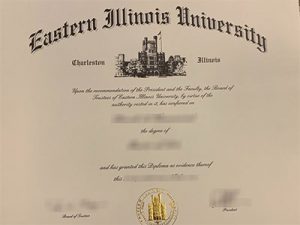 Eastern Illinois University
Charleston Illinois
Upon the recommendation of the President and the Faculty, the Board of
Trustees of Eastern Illinois University, by virtue of the
authority vested in it, has conferred on
the degree of
and has granted this Diploma as evidence thereof
this
Board of Trustees President